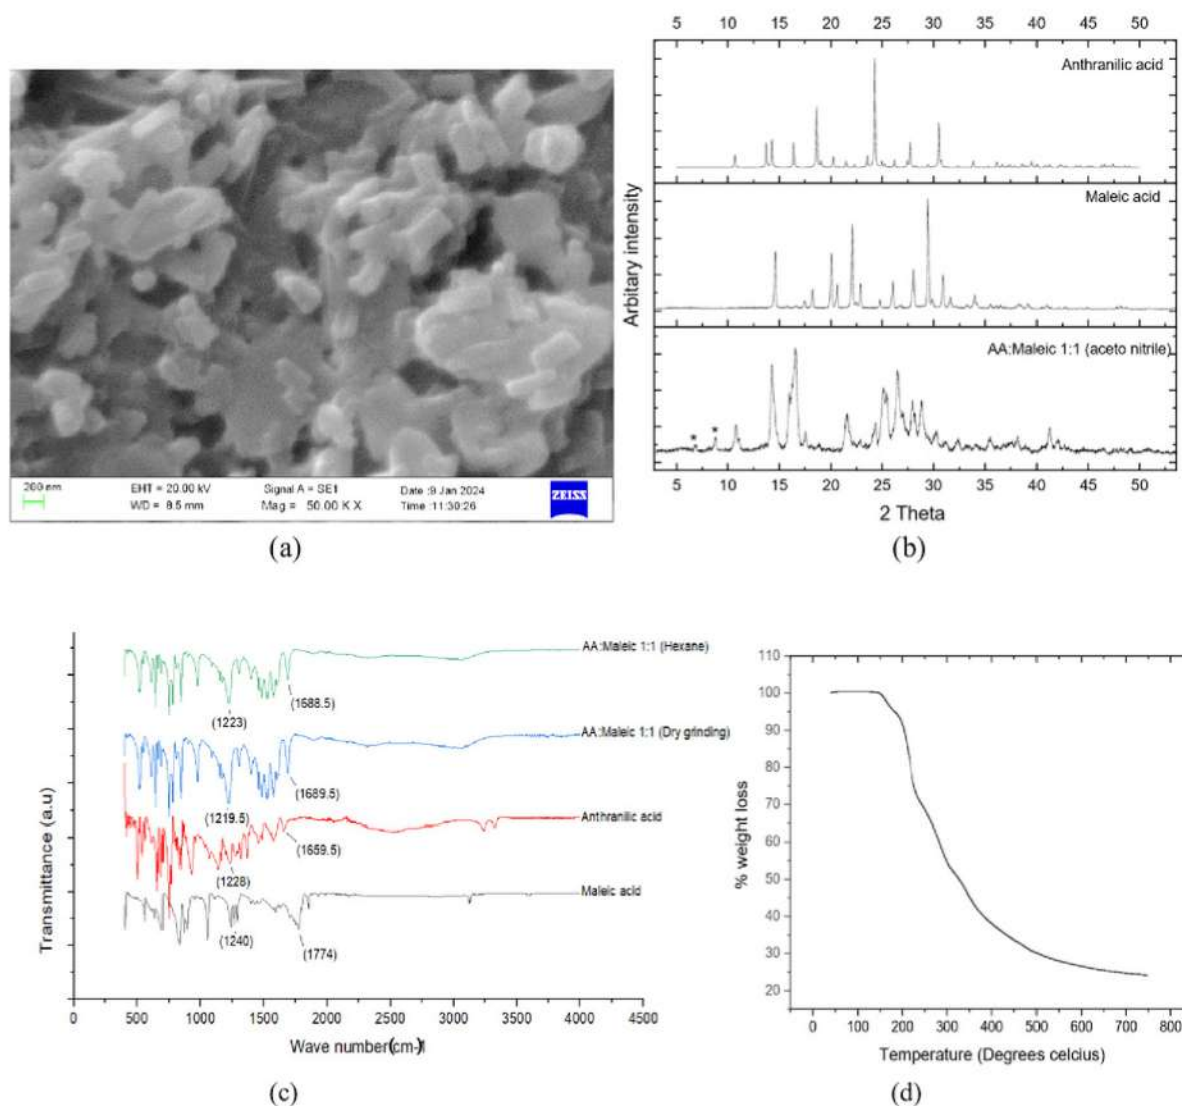 5 10 15 20 25 30 35 40 45 50
Anthranilic acid
Maleic acid
AA:Maleic 1:1 (aceto nitrile)
* *
Arbitary intensity
5 10 15 20 25 30 35 40 45 50
2 Theta
200 nm
EHT = 20.00 kV
WD = 8.5 mm
Signal A = SE1
Mag = 50.00 K X
Date :9 Jan 2024
Time :11:30:26
ZEISS
(a)
(b)
AA:Maleic 1:1 (Hexane)
(1688.5)
(1223)
AA:Maleic 1:1 (Dry grinding)
(1689.5)
(1219.5)
Anthranilic acid
(1659.5)
(1228)
Maleic acid
(1240)
(1774)
Transmittance (a.u)
0 500 1000 1500 2000 2500 3000 3500 4000 4500
Wave number(cm-1
(c)
110
100
90
80
70
60
50
40
30
20
% weight loss
0 100 200 300 400 500 600 700 800
Temperature (Degrees celcius)
(d)